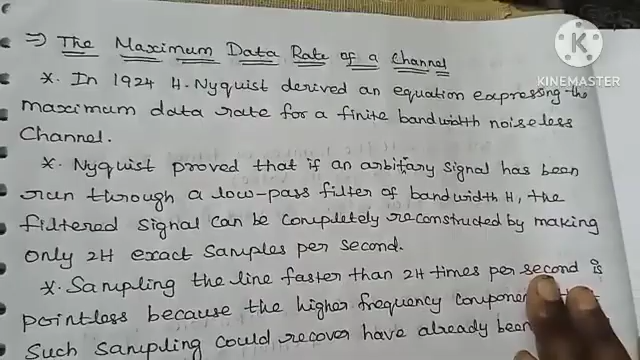 ⇒ The Maximum Data Rate of a Channel
*. In 1924 H.Nyquist derived an equation expressing the
maximum data rate for a finite bandwidth noiseless
Channel.
*. Nyquist proved that if an arbitary signal has been
run through a low-pass filter of bandwidth H, the
filtered signal can be completely reconstructed by making
only 2H exact Samples per second.
*. Sampling the line faster than 2H times per second is
pointless because the higher frequency componen
Such sampling could recover have already been
KINEMASTER